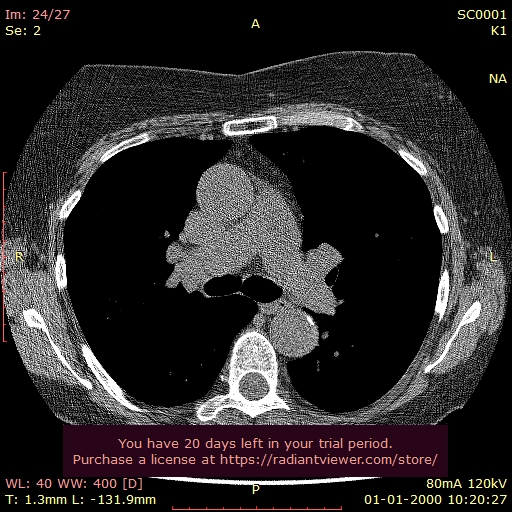 Im: 24/27
Se: 2
A
SC0001
K1
NA
R
L
You have 20 days left in your trial period.
Purchase a license at https://radiantviewer.com/store/
WL: 40 WW: 400 [D]
T: 1.3mm L: -131.9mm
P
80mA 120kV
01-01-2000 10:20:27